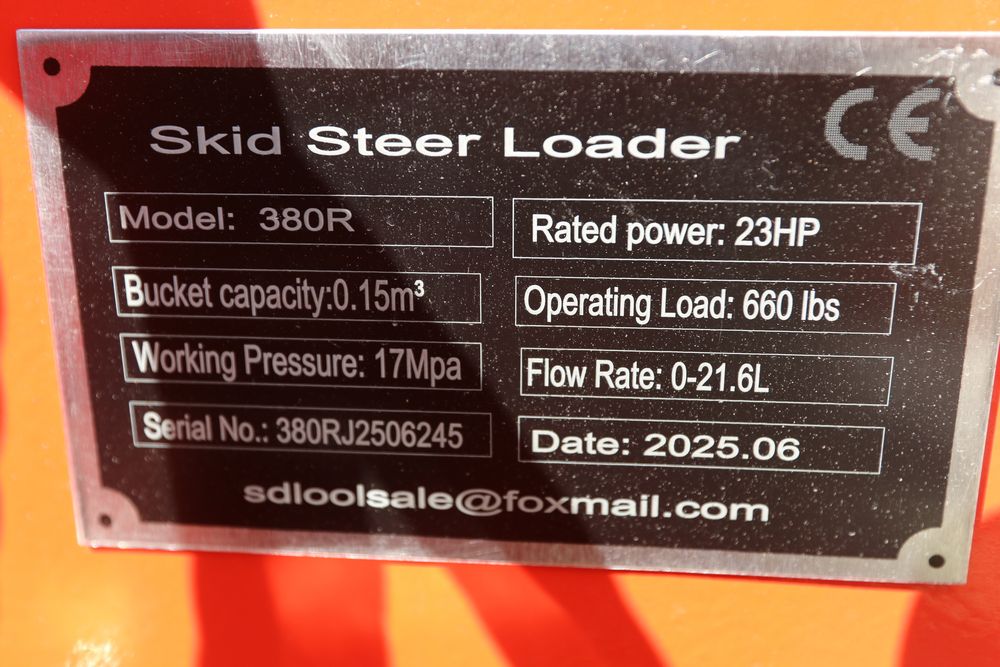 CE
Skid Steer Loader
Model: 380R
Rated power: 23HP
Bucket capacity:0.15m³
Operating Load: 660 lbs
Working Pressure: 17Mpa
Flow Rate: 0-21.6L
Serial No.: 380RJ2506245
Date: 2025.06
sdloolsale@foxmail.com